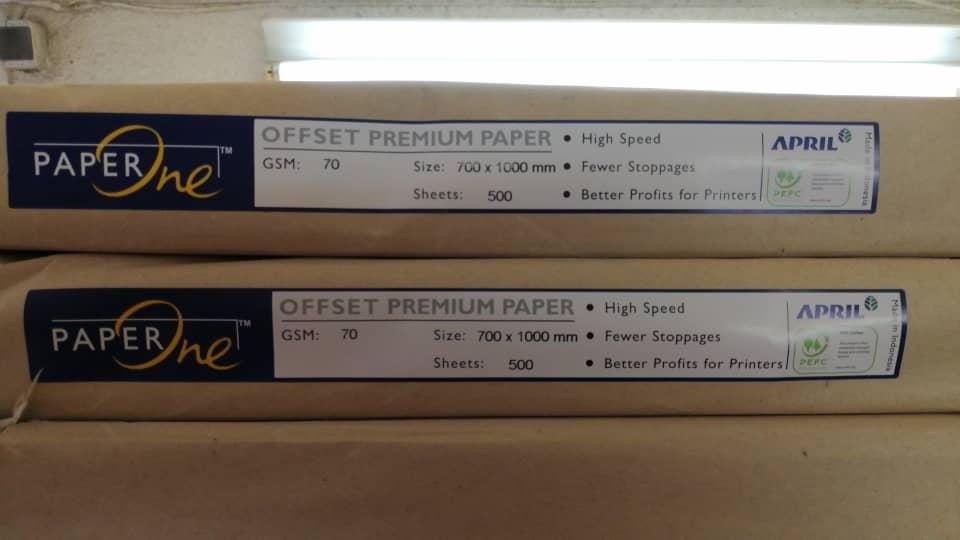 PAPER One™
OFFSET PREMIUM PAPER
GSM: 70 Size: 700 x 1000 mm
Sheets: 500
• High Speed
• Fewer Stoppages
• Better Profits for Printers
APRIL
PEFC
Made in Indonesia
PAPER One™
OFFSET PREMIUM PAPER
GSM: 70 Size: 700 x 1000 mm
Sheets: 500
• High Speed
• Fewer Stoppages
• Better Profits for Printers
APRIL
PEFC
Made in Indonesia